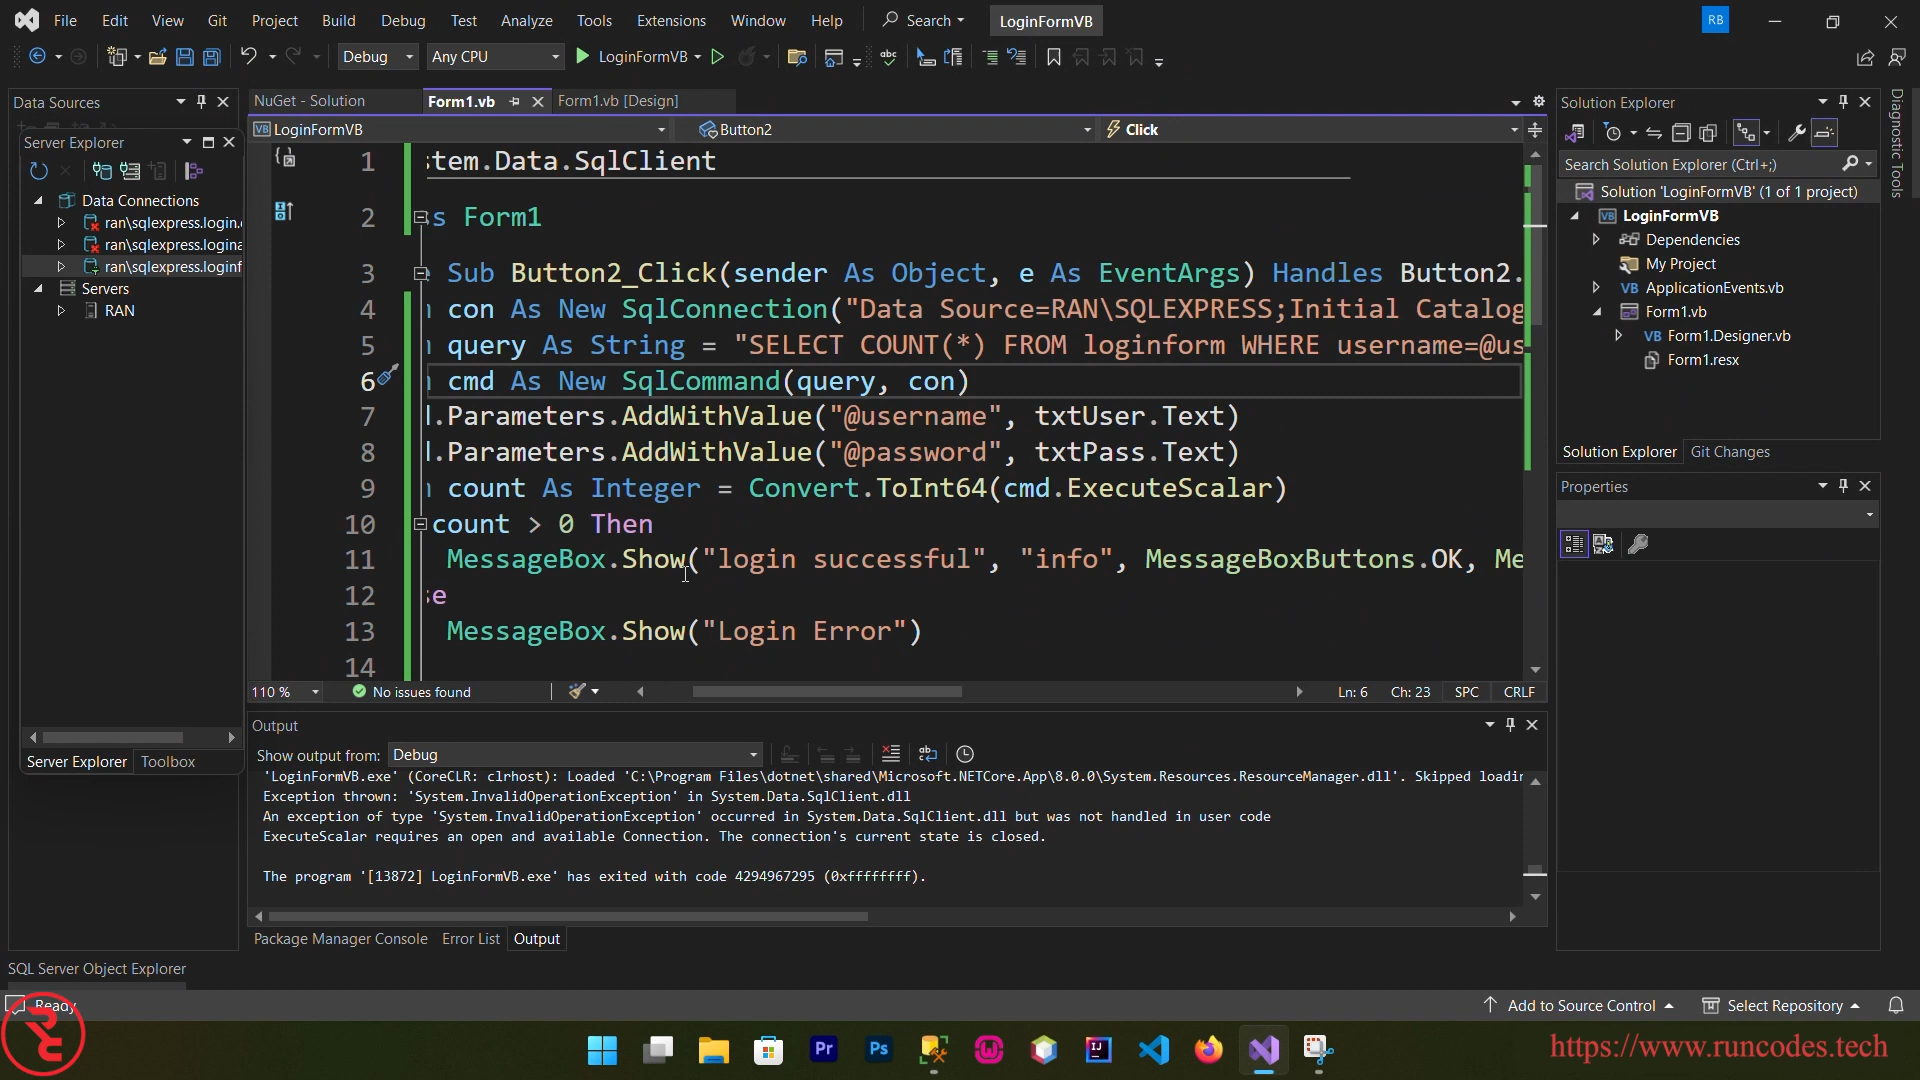 File Edit View Git Project Build Debug Test Analyze Tools Extensions Window Help Search LoginFormVB RB
Debug Any CPU LoginFormVB
Data Sources
Server Explorer
Data Connections
ran\sqlexpress.login.
ran\sqlexpress.logina
ran\sqlexpress.loginf
Servers
RAN
Server Explorer Toolbox
SQL Server Object Explorer
NuGet - Solution Form1.vb Form1.vb [Design]
VB LoginFormVB Button2 Click
1 stem.Data.SqlClient
2 s Form1
3 e Sub Button2_Click(sender As Object, e As EventArgs) Handles Button2.
4 con As New SqlConnection("Data Source=RAN\SQLEXPRESS;Initial Catalog
5 query As String = "SELECT COUNT(*) FROM loginform WHERE username=@us
6 cmd As New SqlCommand(query, con)
7 .Parameters.AddWithValue("@username", txtUser.Text)
8 .Parameters.AddWithValue("@password", txtPass.Text)
9 count As Integer = Convert.ToInt64(cmd.ExecuteScalar)
10 count > 0 Then
11 MessageBox.Show("login successful", "info", MessageBoxButtons.OK, Me
12 se
13 MessageBox.Show("Login Error")
14
110 % No issues found Ln: 6 Ch: 23 SPC CRLF
Output
Show output from: Debug
'LoginFormVB.exe' (CoreCLR: clrhost): Loaded 'C:\Program Files\dotnet\shared\Microsoft.NETCore.App\8.0.0\System.Resources.ResourceManager.dll'. Skipped loadin
Exception thrown: 'System.InvalidOperationException' in System.Data.SqlClient.dll
An exception of type 'System.InvalidOperationException' occurred in System.Data.SqlClient.dll but was not handled in user code
ExecuteScalar requires an open and available Connection. The connection's current state is closed.
The program '[13872] LoginFormVB.exe' has exited with code 4294967295 (0xffffffff).
Package Manager Console Error List Output
Solution Explorer
Search Solution Explorer (Ctrl+;)
Solution 'LoginFormVB' (1 of 1 project)
VB LoginFormVB
Dependencies
My Project
VB ApplicationEvents.vb
Form1.vb
VB Form1.Designer.vb
Form1.resx
Solution Explorer Git Changes
Properties
Diagnostic Tools
Ready Add to Source Control Select Repository
Pr Ps
https://www.runcodes.tech